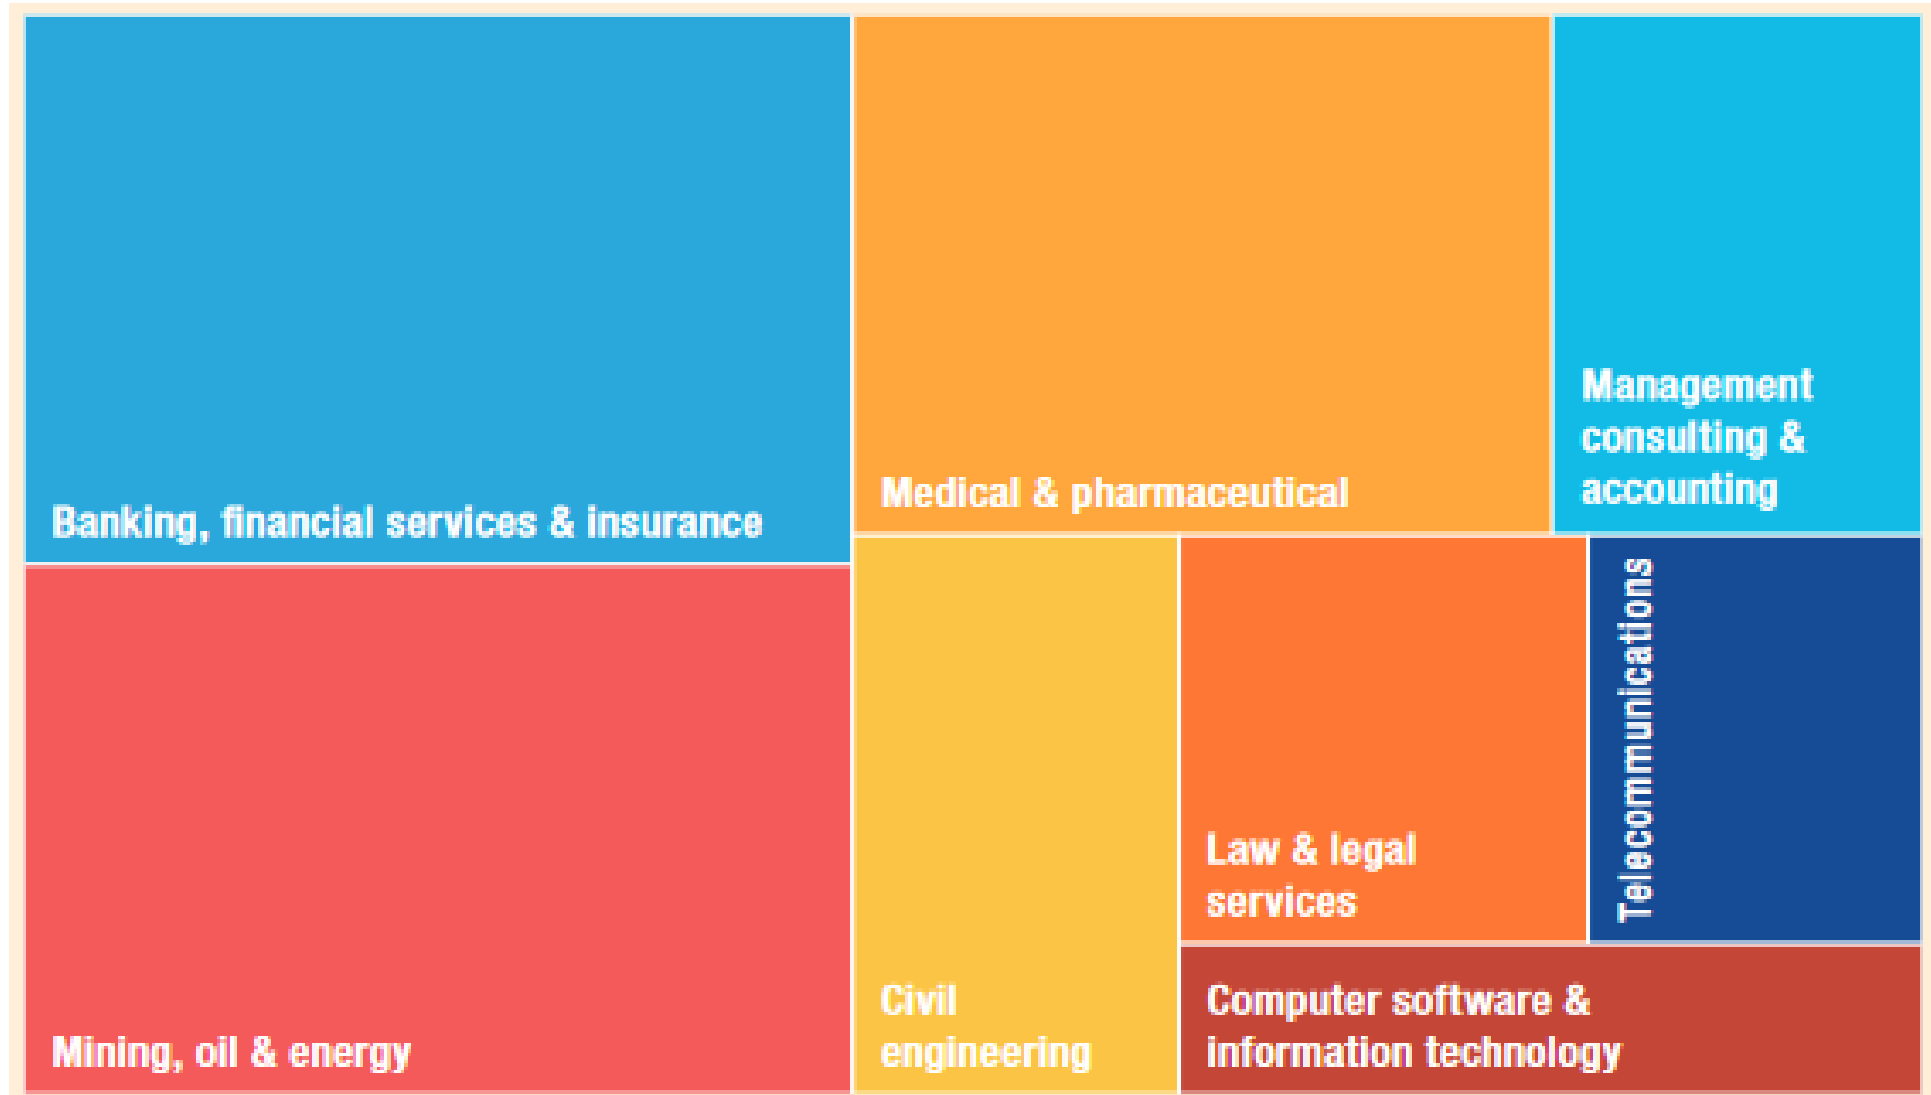 Banking, financial services & insurance
Medical & pharmaceutical
Management
consulting &
accounting
Mining, oil & energy
Civil
engineering
Law & legal
services
Telecommunications
Computer software &
information technology